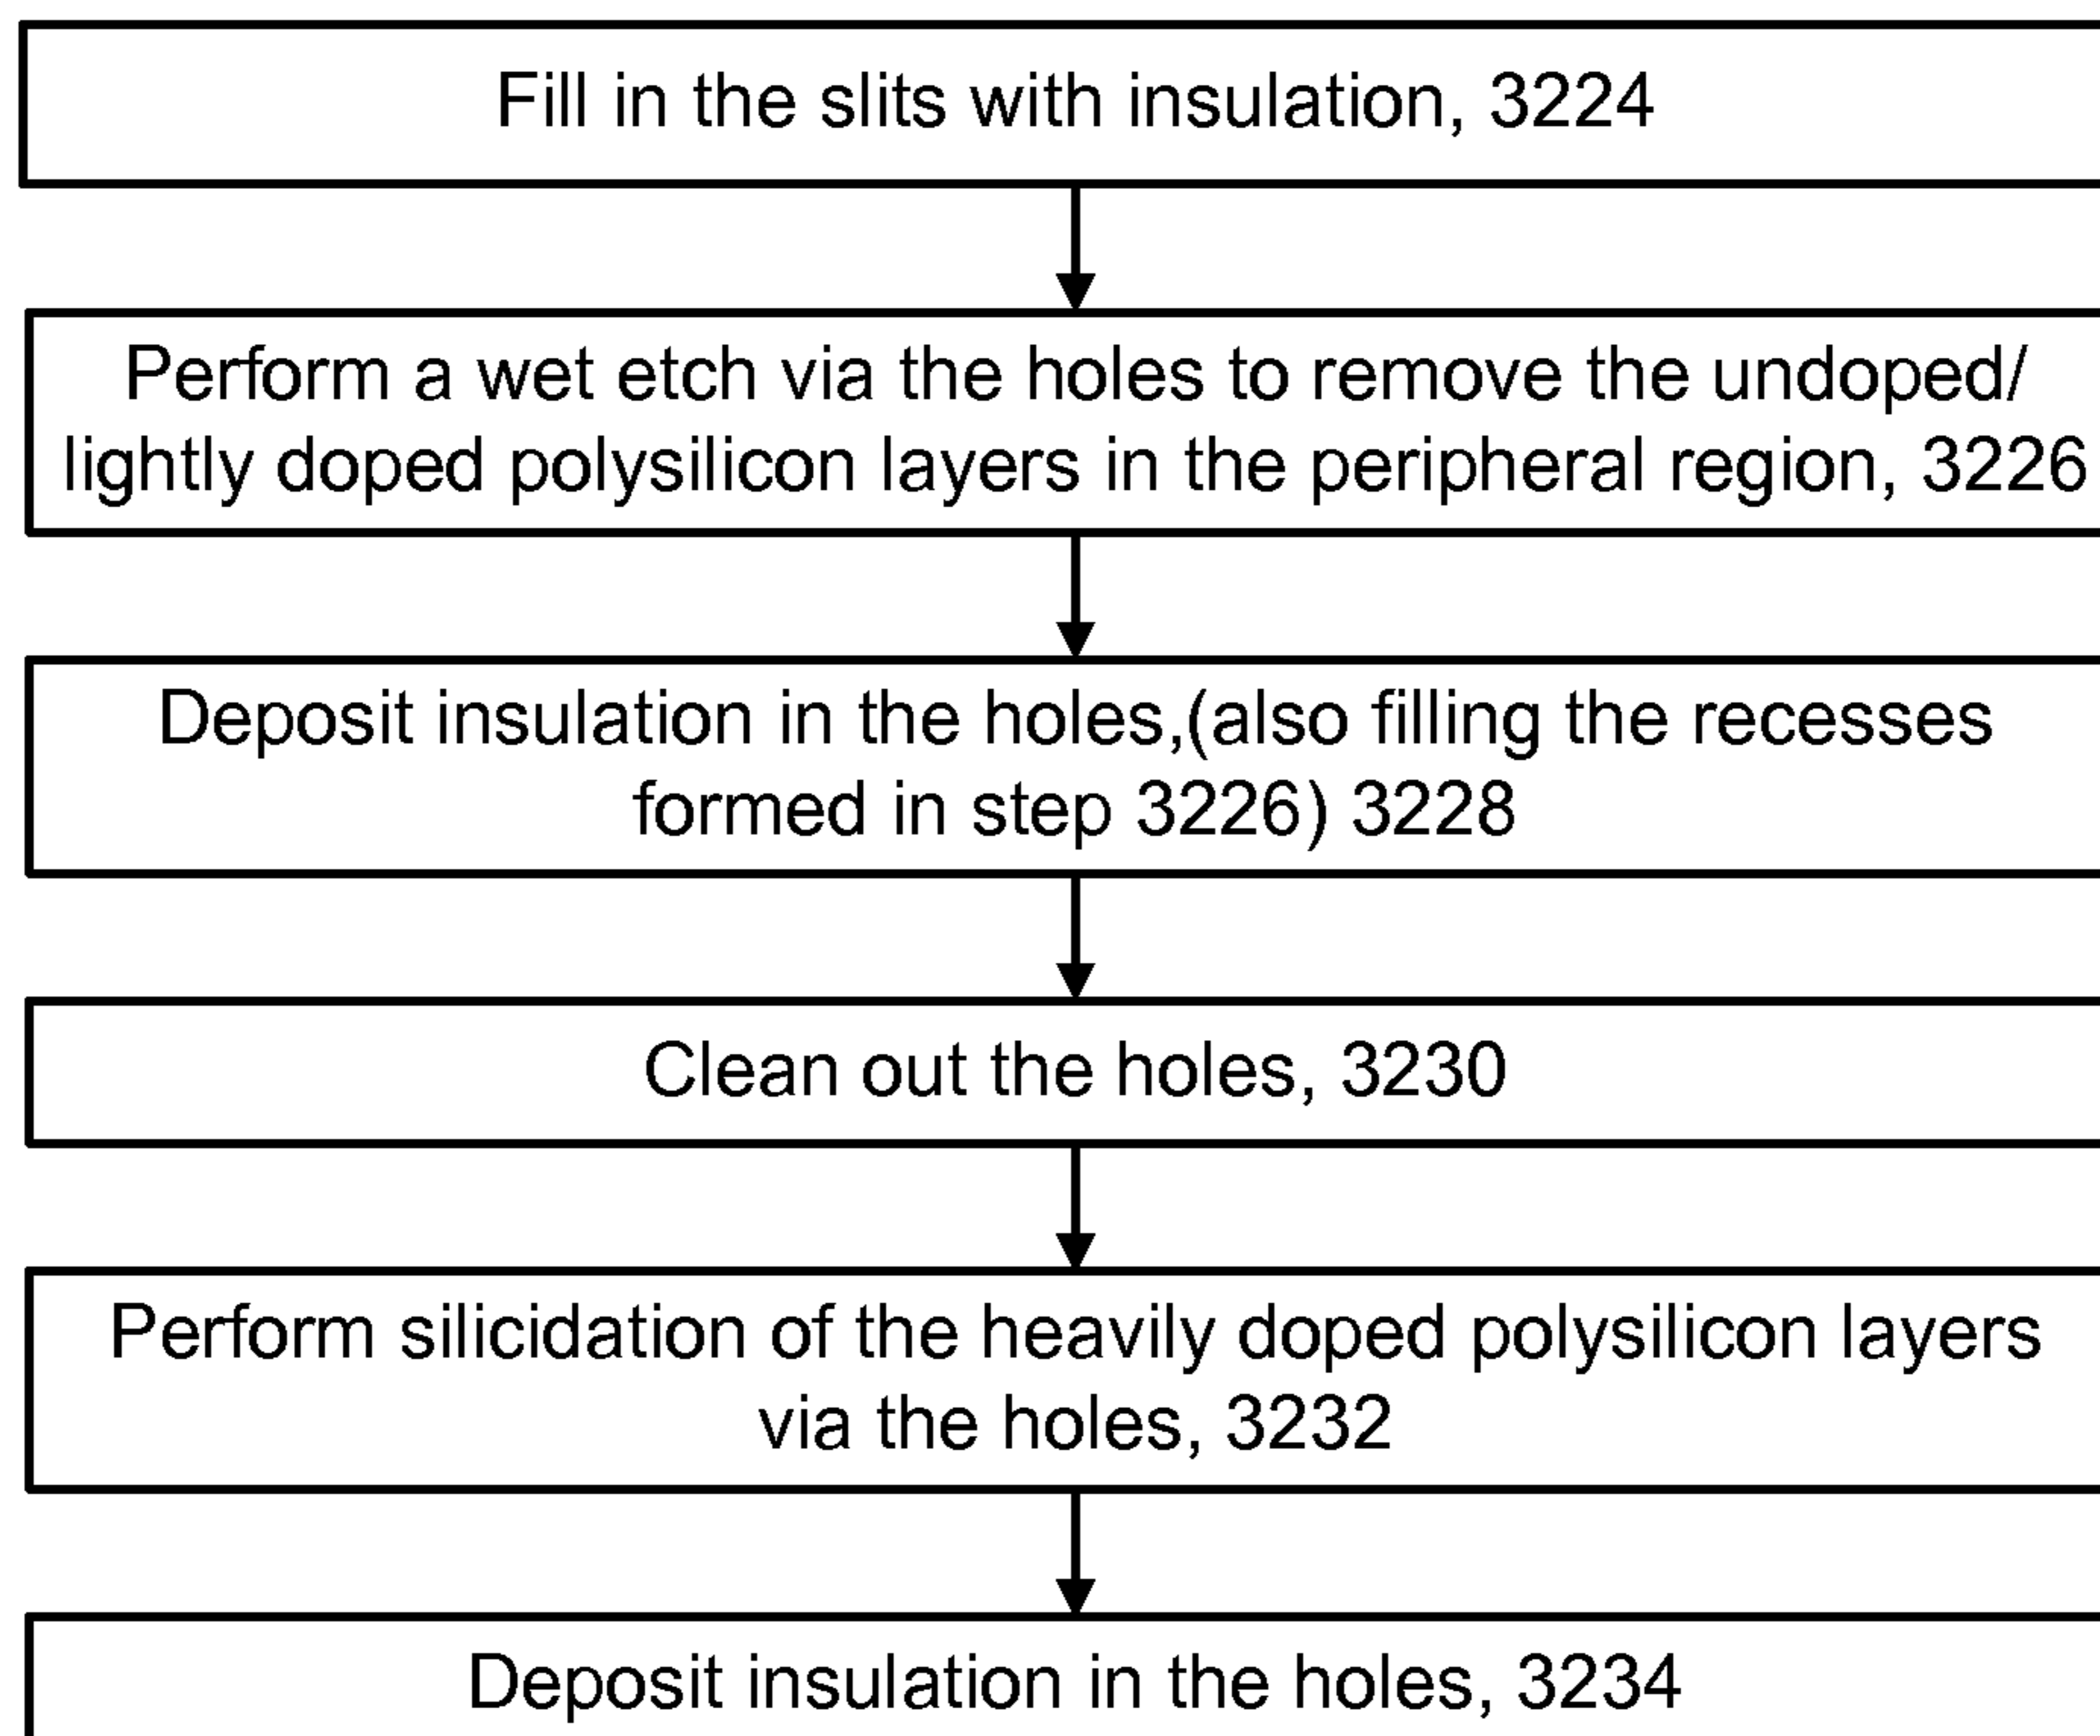 Fill in the slits with insulation, 3224
Perform a wet etch via the holes to remove the undoped/
lightly doped polysilicon layers in the peripheral region, 3226
Deposit insulation in the holes,(also filling the recesses
formed in step 3226) 3228
Clean out the holes, 3230
Perform silicidation of the heavily doped polysilicon layers
via the holes, 3232
Deposit insulation in the holes, 3234